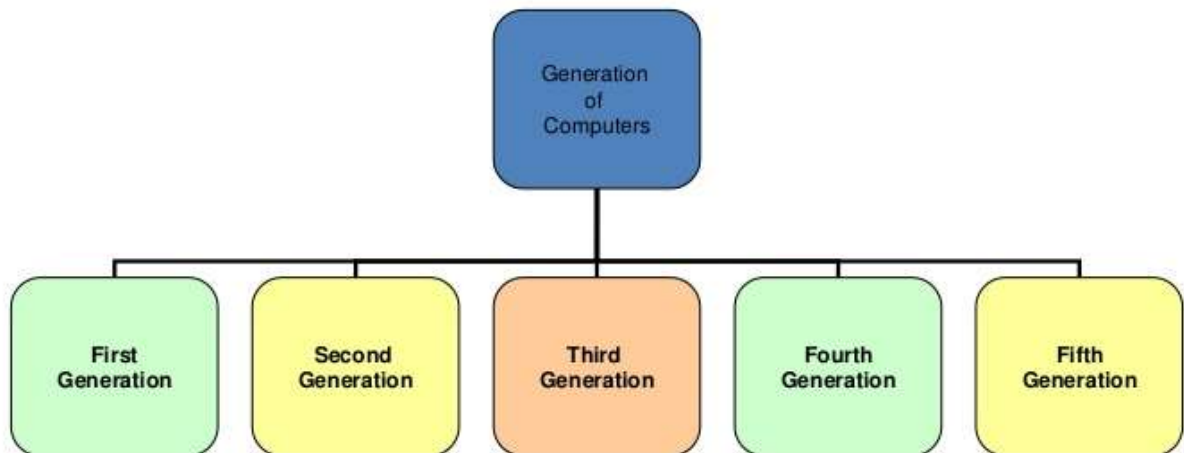 Generation
of
Computers
First
Generation
Second
Generation
Third
Generation
Fourth
Generation
Fifth
Generation